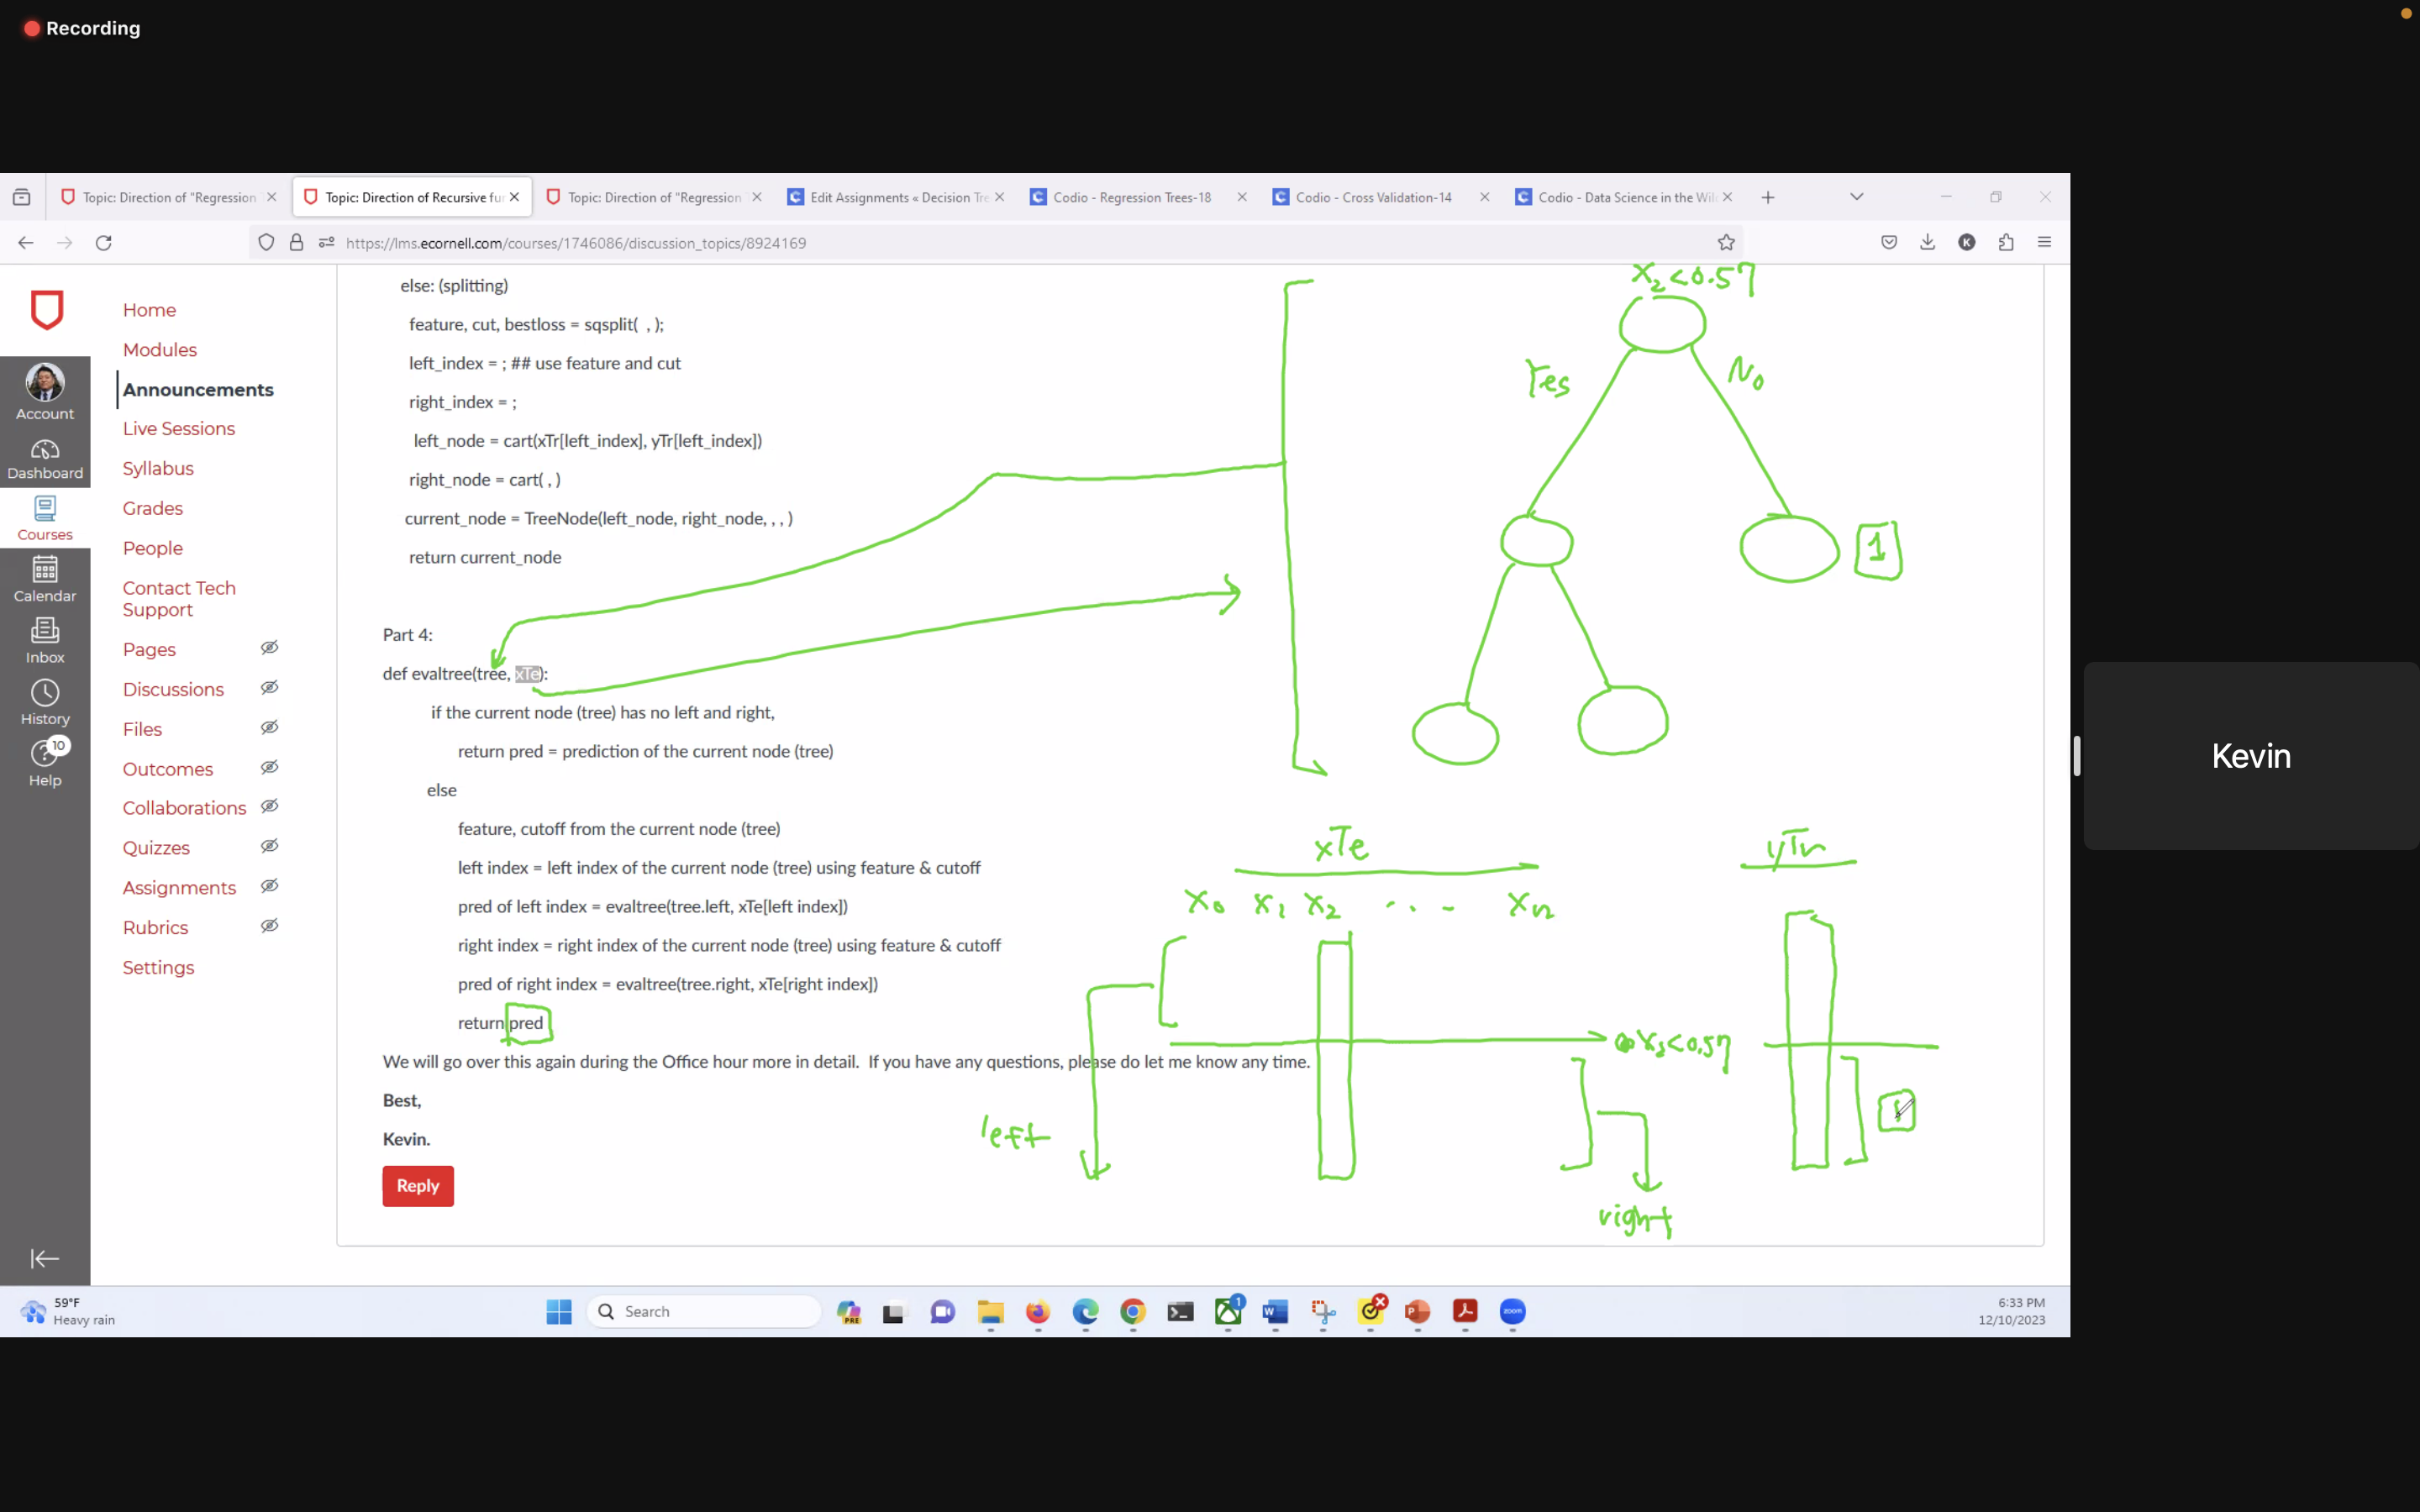 Recording
Topic: Direction of "Regression
Topic: Direction of Recursive fu
Topic: Direction of "Regression
Edit Assignments « Decision Tre
Codio - Regression Trees-18
Codio - Cross Validation-14
Codio - Data Science in the Wil
https://lms.ecornell.com/courses/1746086/discussion_topics/8924169
K
Account
Dashboard
Courses
Calendar
Inbox
History
10
Help
Home
Modules
Announcements
Live Sessions
Syllabus
Grades
People
Contact Tech
Support
Pages
Discussions
Files
Outcomes
Collaborations
Quizzes
Assignments
Rubrics
Settings
else: (splitting)
feature, cut, bestloss = sqsplit( , );
left_index = ; ## use feature and cut
right_index = ;
left_node = cart(xTr[left_index], yTr[left_index])
right_node = cart( , )
current_node = TreeNode(left_node, right_node, , , )
return current_node
Part 4:
def evaltree(tree, xTe):
if the current node (tree) has no left and right,
return pred = prediction of the current node (tree)
else
feature, cutoff from the current node (tree)
left index = left index of the current node (tree) using feature & cutoff
pred of left index = evaltree(tree.left, xTe[left index])
right index = right index of the current node (tree) using feature & cutoff
pred of right index = evaltree(tree.right, xTe[right index])
return pred
We will go over this again during the Office hour more in detail. If you have any questions, please do let me know any time.
Best,
Kevin.
Reply
x₂<0.57
Yes
No
1
xTe
yTr
x₀ x₁ x₂ . . - xn
<0.57
left
right
Kevin
59°F
Heavy rain
Search
PRE
1
W
P
zoom
6:33 PM
12/10/2023